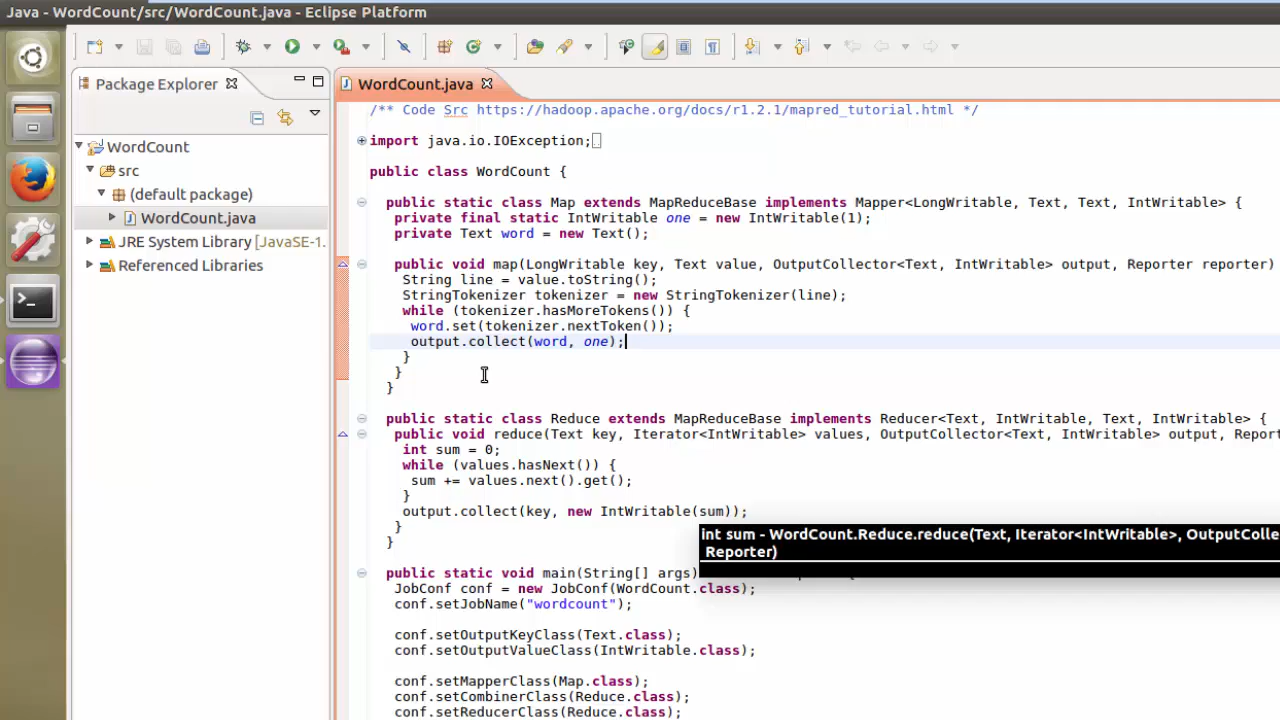 Java - WordCount/src/WordCount.java - Eclipse Platform
Package Explorer
WordCount
src
(default package)
WordCount.java
JRE System Library [JavaSE-1.
Referenced Libraries
WordCount.java
/** Code Src https://hadoop.apache.org/docs/r1.2.1/mapred_tutorial.html */
import java.io.IOException;
public class WordCount {
public static class Map extends MapReduceBase implements Mapper<LongWritable, Text, Text, IntWritable> {
private final static IntWritable one = new IntWritable(1);
private Text word = new Text();
public void map(LongWritable key, Text value, OutputCollector<Text, IntWritable> output, Reporter reporter)
String line = value.toString();
StringTokenizer tokenizer = new StringTokenizer(line);
while (tokenizer.hasMoreTokens()) {
word.set(tokenizer.nextToken());
output.collect(word, one);
}
}
}
public static class Reduce extends MapReduceBase implements Reducer<Text, IntWritable, Text, IntWritable> {
public void reduce(Text key, Iterator<IntWritable> values, OutputCollector<Text, IntWritable> output, Report
int sum = 0;
while (values.hasNext()) {
sum += values.next().get();
}
output.collect(key, new IntWritable(sum));
}
}
int sum - WordCount.Reduce.reduce(Text, Iterator<IntWritable>, OutputColle
Reporter)
public static void main(String[] args)
JobConf conf = new JobConf(WordCount.class);
conf.setJobName("wordcount");
conf.setOutputKeyClass(Text.class);
conf.setOutputValueClass(IntWritable.class);
conf.setMapperClass(Map.class);
conf.setCombinerClass(Reduce.class);
conf.setReducerClass(Reduce.class);